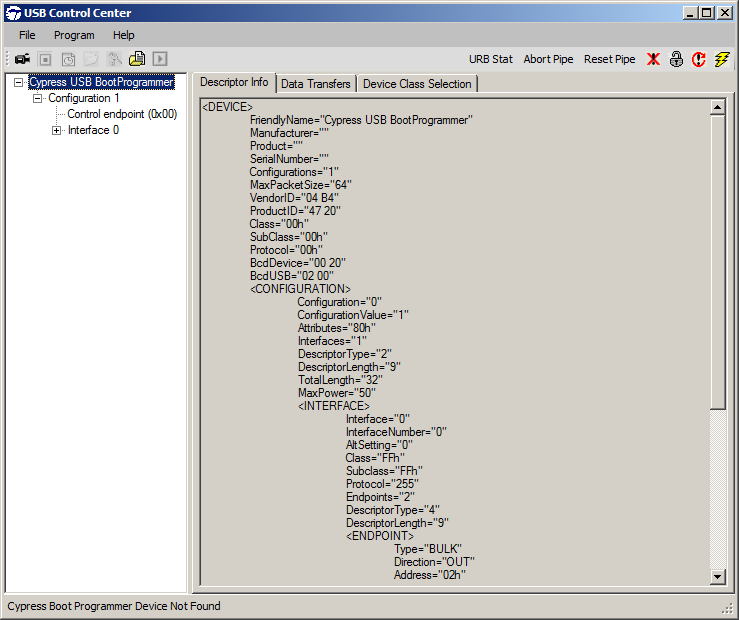 USB Control Center
File Program Help
URB Stat Abort Pipe Reset Pipe
Cypress USB BootProgrammer
Configuration 1
Control endpoint (0x00)
Interface 0
Descriptor Info Data Transfers Device Class Selection
<DEVICE>
FriendlyName="Cypress USB BootProgrammer"
Manufacturer=""
Product=""
SerialNumber=""
Configurations="1"
MaxPacketSize="64"
VendorID="04 B4"
ProductID="47 20"
Class="00h"
SubClass="00h"
Protocol="00h"
BcdDevice="00 20"
BcdUSB="02 00"
<CONFIGURATION>
Configuration="0"
ConfigurationValue="1"
Attributes="80h"
Interfaces="1"
DescriptorType="2"
DescriptorLength="9"
TotalLength="32"
MaxPower="50"
<INTERFACE>
Interface="0"
InterfaceNumber="0"
AltSetting="0"
Class="FFh"
Subclass="FFh"
Protocol="255"
Endpoints="2"
DescriptorType="4"
DescriptorLength="9"
<ENDPOINT>
Type="BULK"
Direction="OUT"
Address="02h"
Cypress Boot Programmer Device Not Found